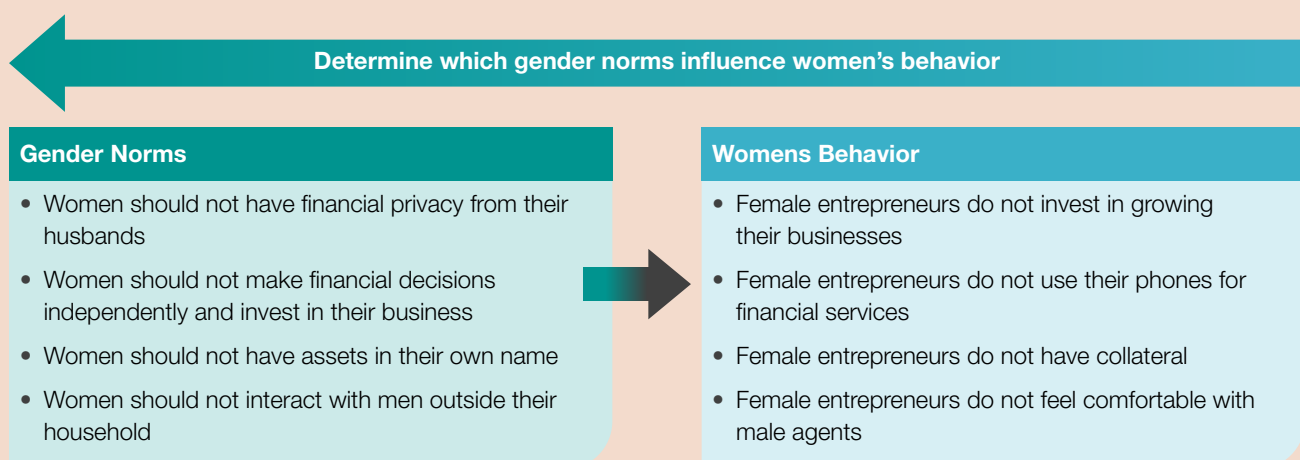 Determine which gender norms influence women's behavior
Gender Norms
• Women should not have financial privacy from their
husbands
• Women should not make financial decisions
independently and invest in their business
• Women should not have assets in their own name
• Women should not interact with men outside their
household
Womens Behavior
• Female entrepreneurs do not invest in growing
their businesses
• Female entrepreneurs do not use their phones for
financial services
• Female entrepreneurs do not have collateral
• Female entrepreneurs do not feel comfortable with
male agents